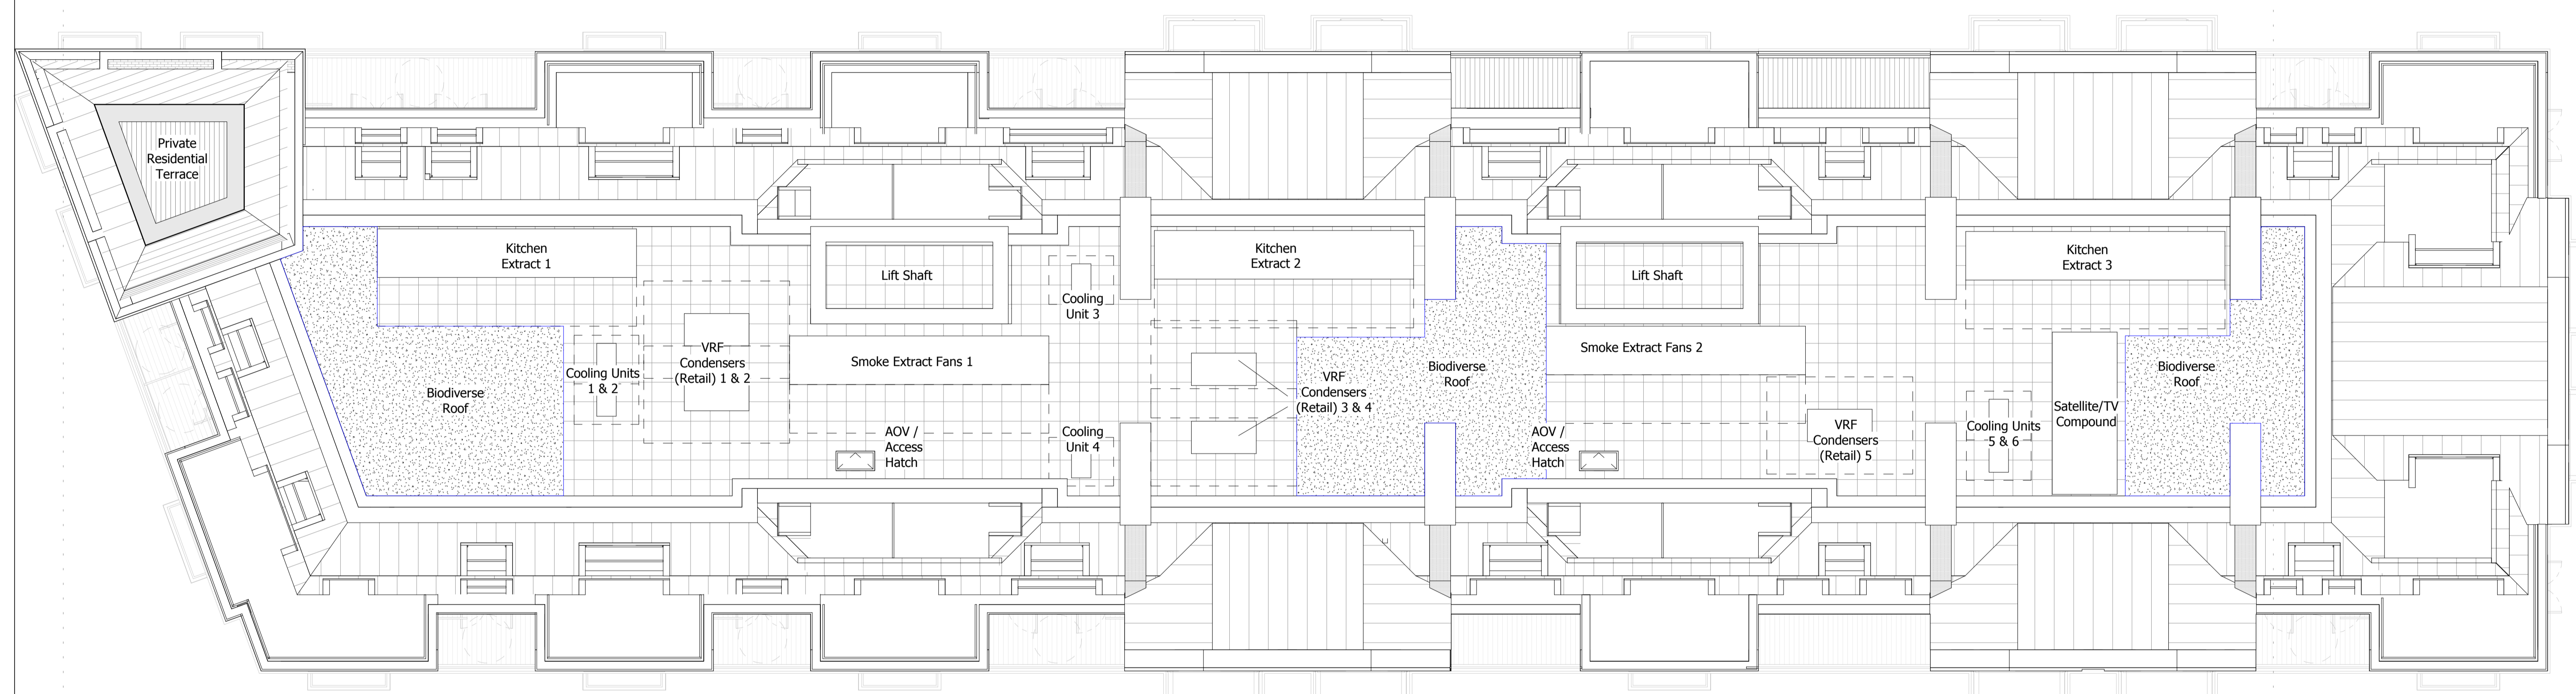 Private
Residential
Terrace
Kitchen
Extract 1
Biodiverse
Roof
Cooling Units
1 & 2
VRF
Condensers
(Retail) 1 & 2
Lift Shaft
Smoke Extract Fans 1
AOV /
Access
Hatch
Cooling
Unit 3
Cooling
Unit 4
Kitchen
Extract 2
VRF
Condensers
(Retail) 3 & 4
Biodiverse
Roof
Lift Shaft
Smoke Extract Fans 2
AOV /
Access
Hatch
VRF
Condensers
(Retail) 5
Cooling Units
5 & 6
Kitchen
Extract 3
Satellite/TV
Compound
Biodiverse
Roof